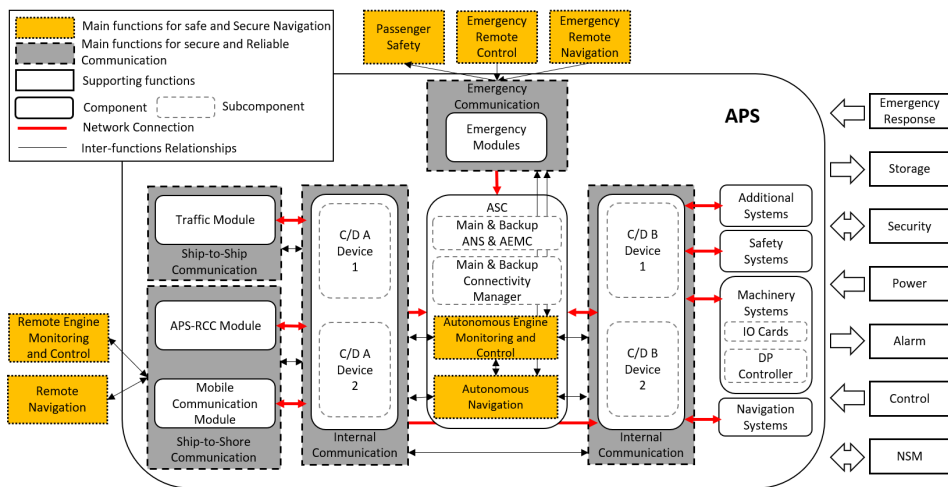 Main functions for safe and Secure Navigation
Main functions for secure and Reliable
Communication
Supporting functions
Component
Subcomponent
Network Connection
Inter-functions Relationships
Passenger
Safety
Emergency
Remote
Control
Emergency
Remote
Navigation
Emergency
Communication
Emergency
Modules
APS
Traffic Module
Ship-to-Ship
Communication
APS-RCC Module
Mobile
Communication
Module
Ship-to-Shore
Communication
Remote Engine
Monitoring
and Control
Remote
Navigation
C/D A
Device
1
C/D A
Device
2
Internal
Communication
ASC
Main & Backup
ANS & AEMC
Main & Backup
Connectivity
Manager
Autonomous Engine
Monitoring and
Control
Autonomous
Navigation
C/D B
Device
1
C/D B
Device
2
Internal
Communication
Additional
Systems
Safety
Systems
Machinery
Systems
IO Cards
DP
Controller
Navigation
Systems
Emergency
Response
Storage
Security
Power
Alarm
Control
NSM